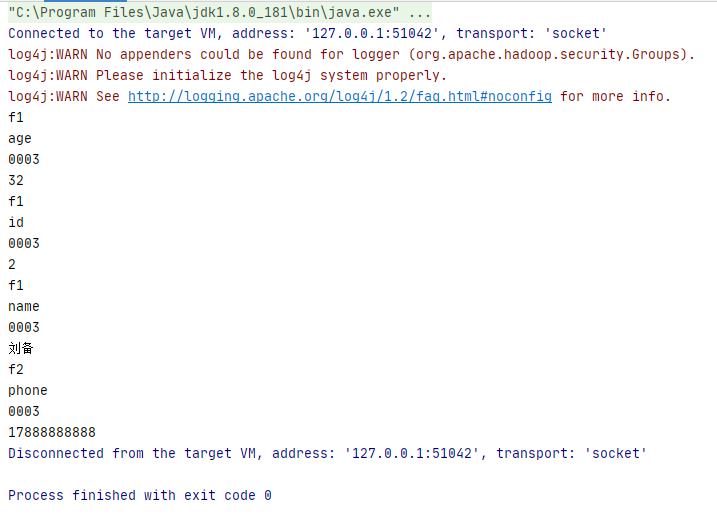 "C:\Program Files\Java\jdk1.8.0_181\bin\java.exe" ...
Connected to the target VM, address: '127.0.0.1:51042', transport: 'socket'
log4j:WARN No appenders could be found for logger (org.apache.hadoop.security.Groups).
log4j:WARN Please initialize the log4j system properly.
log4j:WARN See http://logging.apache.org/log4j/1.2/faq.html#noconfig for more info.
f1
age
0003
32
f1
id
0003
2
f1
name
0003
刘备
f2
phone
0003
17888888888
Disconnected from the target VM, address: '127.0.0.1:51042', transport: 'socket'
Process finished with exit code 0